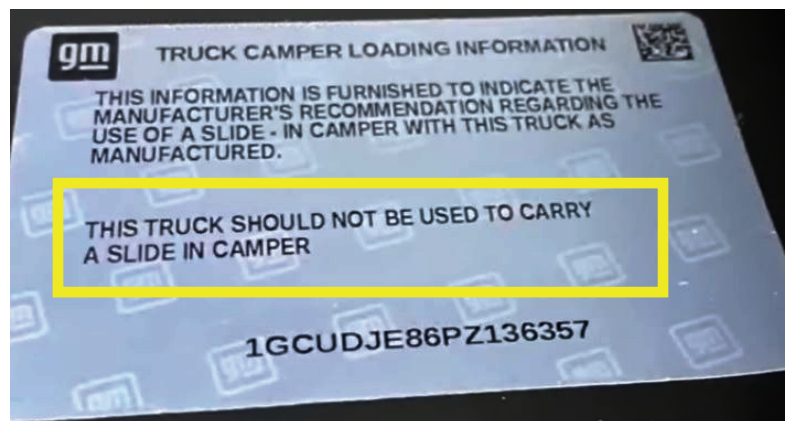 gm TRUCK CAMPER LOADING INFORMATION
THIS INFORMATION IS FURNISHED TO INDICATE THE
MANUFACTURER'S RECOMMENDATION REGARDING THE
USE OF A SLIDE - IN CAMPER WITH THIS TRUCK AS
MANUFACTURED.
THIS TRUCK SHOULD NOT BE USED TO CARRY
A SLIDE IN CAMPER
1GCUDJE86PZ136357